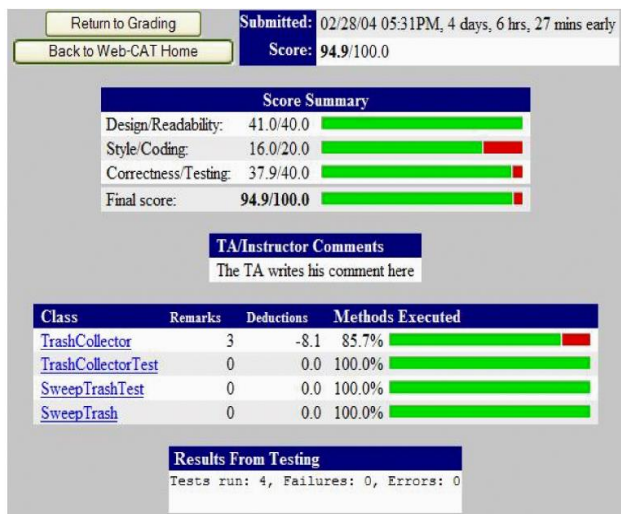 Return to Grading
Submitted: 02/28/04 05:31PM, 4 days, 6 hrs, 27 mins early
Back to Web-CAT Home
Score: 94.9/100.0
Score Summary
Design/Readability: 41.0/40.0
Style/Coding: 16.0/20.0
Correctness/Testing: 37.9/40.0
Final score: 94.9/100.0
TA/Instructor Comments
The TA writes his comment here
Class Remarks Deductions Methods Executed
TrashCollector 3 -8.1 85.7%
TrashCollectorTest 0 0.0 100.0%
SweepTrashTest 0 0.0 100.0%
SweepTrash 0 0.0 100.0%
Results From Testing
Tests run: 4, Failures: 0, Errors: 0